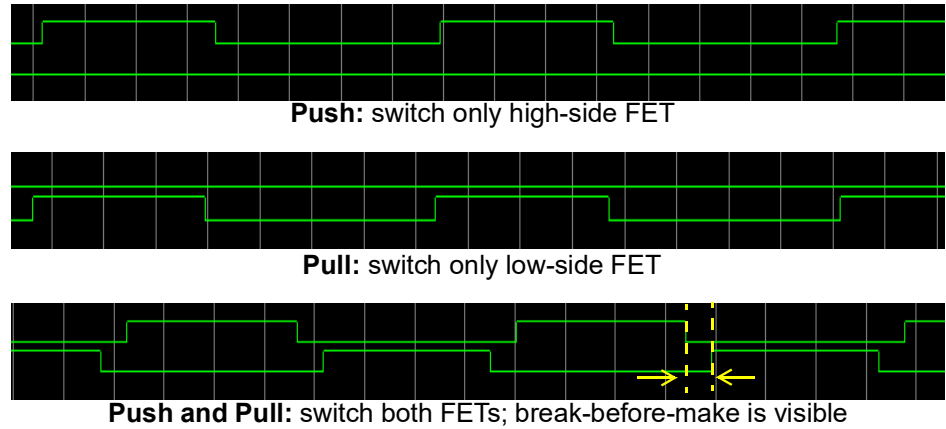 Push: switch only high-side FET
Pull: switch only low-side FET
Push and Pull: switch both FETs; break-before-make is visible